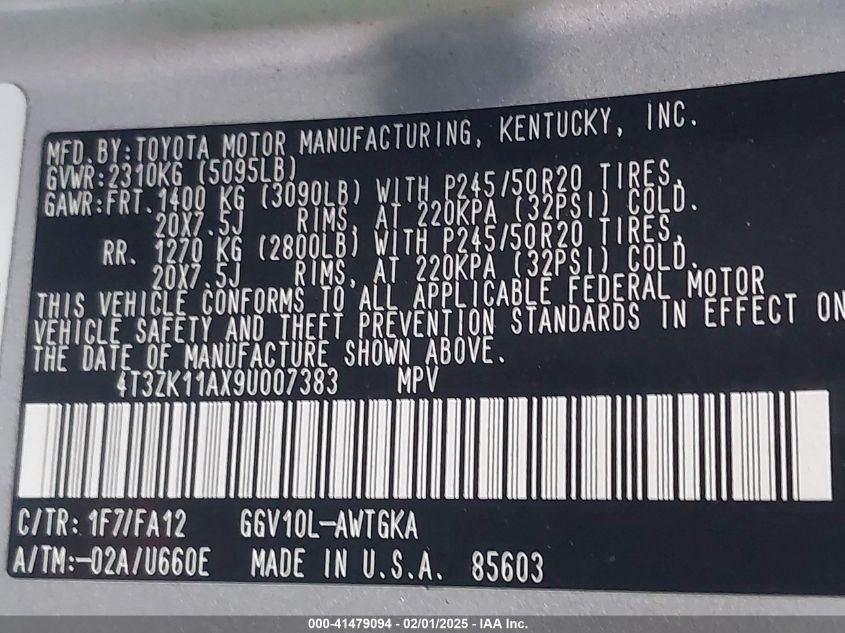 MFD.BY:TOYOTA MOTOR MANUFACTURING, KENTUCKY, INC.
GVWR:2310KG (5095LB)
GAWR:FRT.1400 KG (3090LB) WITH P245/50R20 TIRES,
20X7.5J RIMS, AT 220KPA (32PSI) COLD.
RR. 1270 KG (2800LB) WITH P245/50R20 TIRES,
20X7.5J RIMS, AT 220KPA (32PSI) COLD.
THIS VEHICLE CONFORMS TO ALL APPLICABLE FEDERAL MOTOR
VEHICLE SAFETY AND THEFT PREVENTION STANDARDS IN EFFECT ON
THE DATE OF MANUFACTURE SHOWN ABOVE.
4T3ZK11AX9U007383 MPV
C/TR: 1F7/FA12 GGV10L-AWTGKA
A/TM:-02A/U660E MADE IN U.S.A. 85603
000-41479094 - 02/01/2025 - IAA Inc.